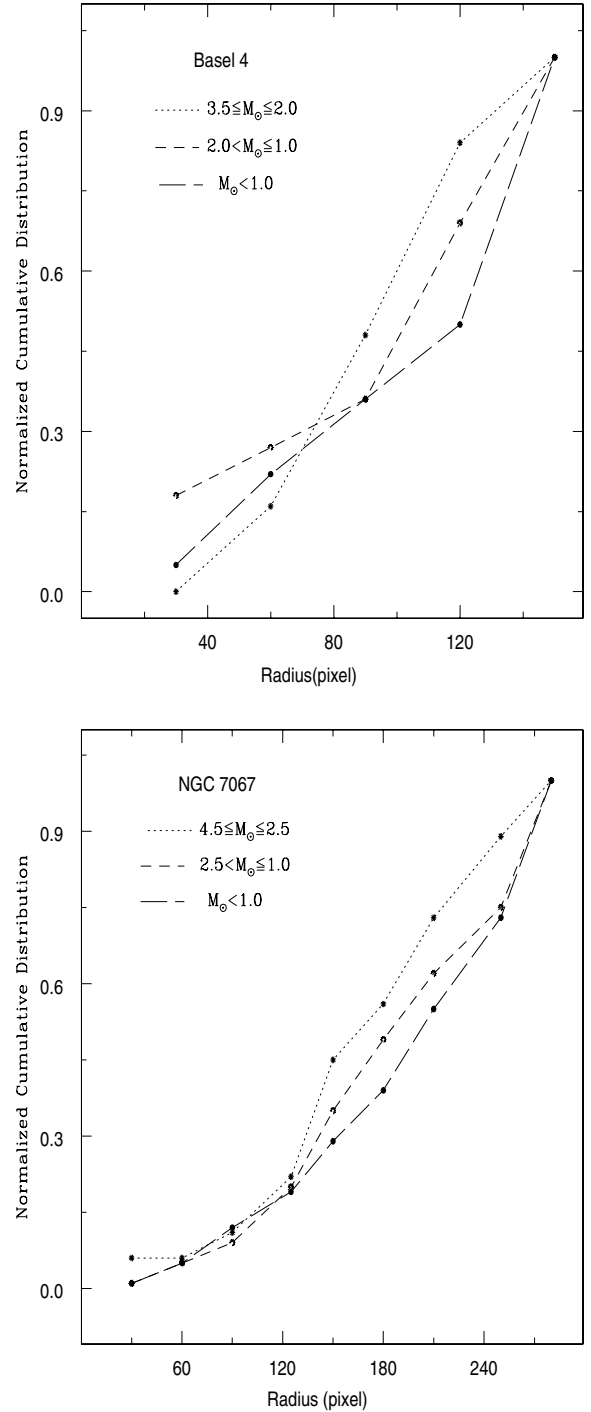 Basel 4
3.5≧M⊙≧2.0
2.0<M⊙≦1.0
M⊙<1.0
Normalized Cumulative Distribution
0.9
0.6
0.3
0.0
40 80 120
Radius(pixel)
NGC 7067
4.5≦M⊙≦2.5
2.5<M⊙≦1.0
M⊙<1.0
Normalized Cumulative Distribution
0.9
0.6
0.3
0.0
60 120 180 240
Radius (pixel)